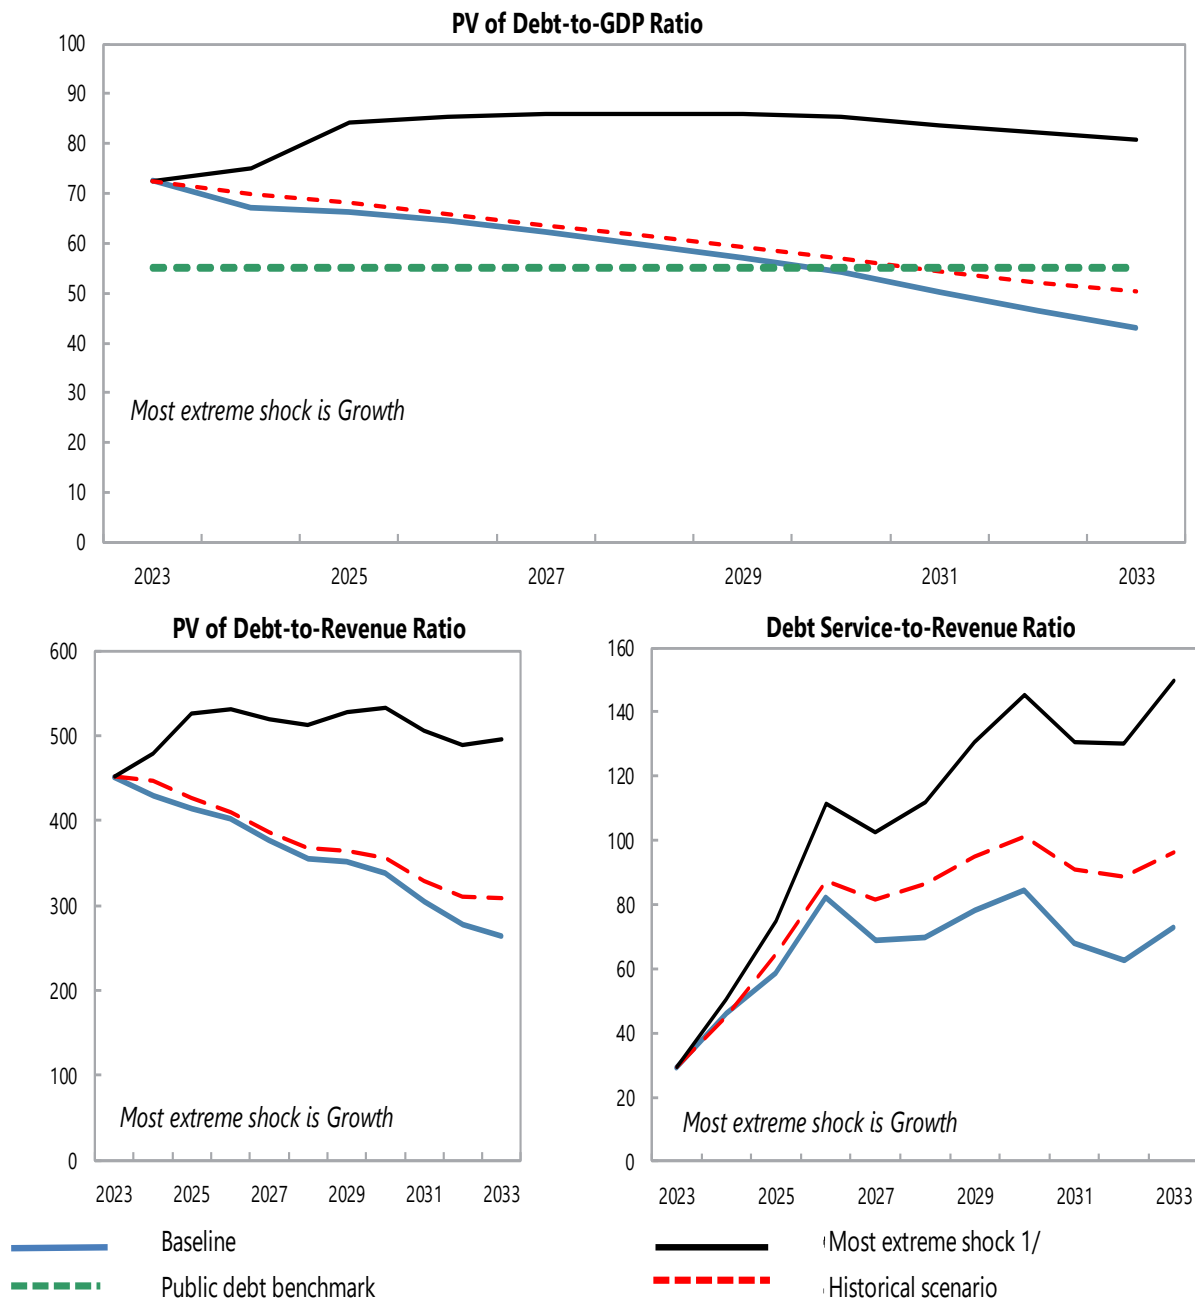 PV of Debt-to-GDP Ratio
100
90
80
70
60
50
40
30
20
10
0
Most extreme shock is Growth
2023 2025 2027 2029 2031 2033
PV of Debt-to-Revenue Ratio
600
500
400
300
200
100
0
Most extreme shock is Growth
2023 2025 2027 2029 2031 2033
Debt Service-to-Revenue Ratio
160
140
120
100
80
60
40
20
0
Most extreme shock is Growth
2023 2025 2027 2029 2031 2033
Baseline
Most extreme shock 1/
Public debt benchmark
Historical scenario